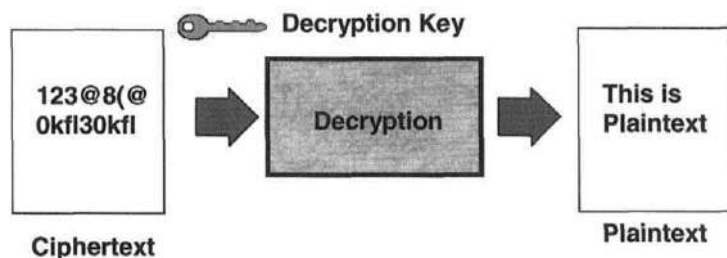 Decryption Key
123@8(@
0kfl30kfl
Decryption
This is
Plaintext
Ciphertext
Plaintext